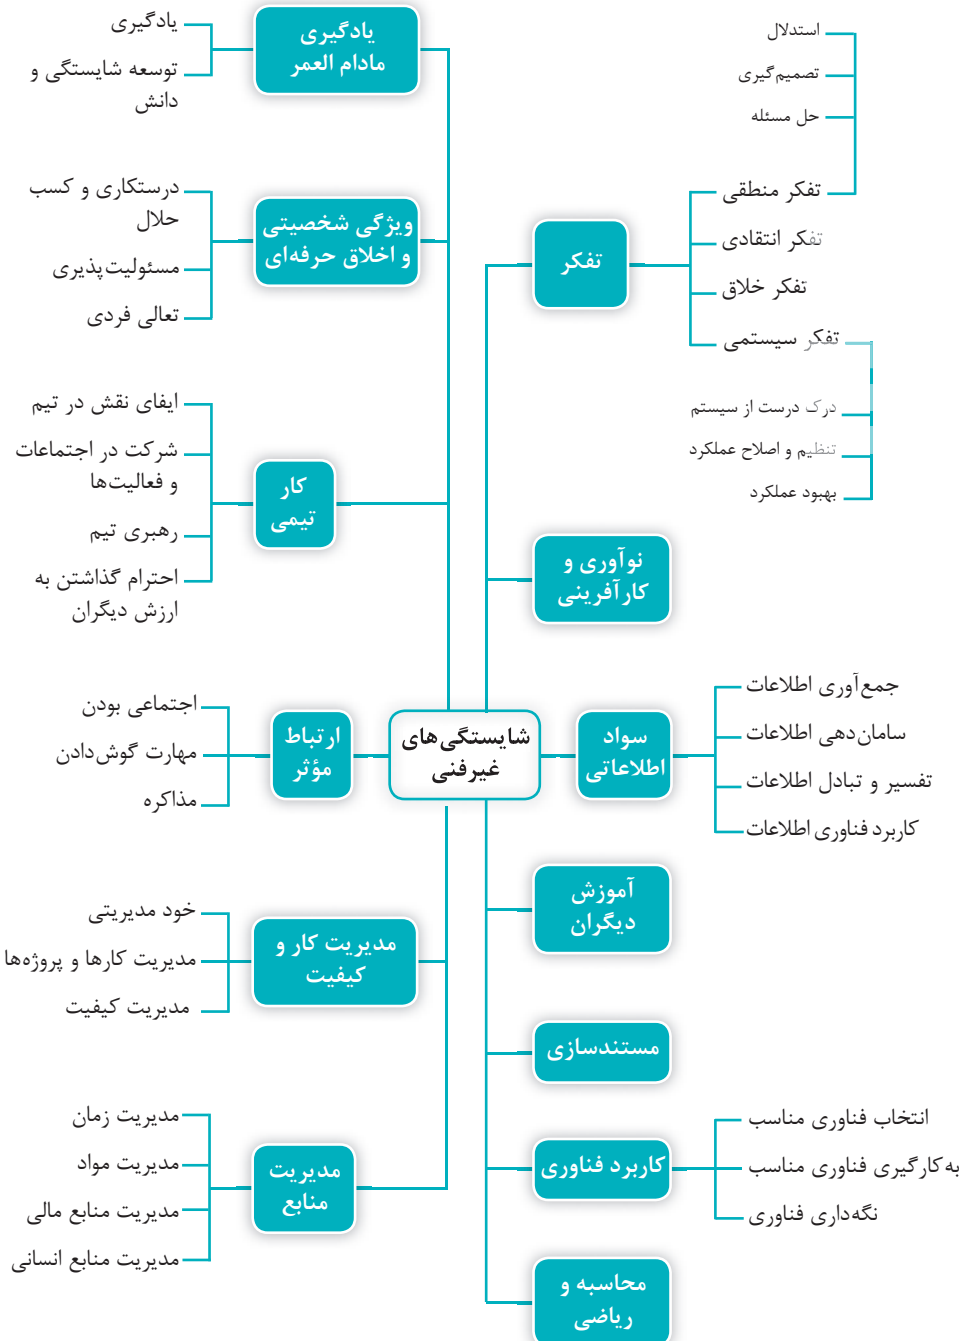 شایستگی‌های
غیرفنی
تفکر
استدلال
تصمیم‌گیری
حل مسئله
تفکر منطقی
تفکر انتقادی
تفکر خلاق
تفکر سیستمی
درک درست از سیستم
تنظیم و اصلاح عملکرد
بهبود عملکرد
نوآوری و
کارآفرینی
سواد
اطلاعاتی
جمع‌آوری اطلاعات
سامان‌دهی اطلاعات
تفسیر و تبادل اطلاعات
کاربرد فناوری اطلاعات
آموزش
دیگران
مستندسازی
کاربرد فناوری
انتخاب فناوری مناسب
به‌کارگیری فناوری مناسب
نگه‌داری فناوری
محاسبه و
ریاضی
یادگیری
مادام العمر
یادگیری
توسعه شایستگی و
دانش
ویژگی شخصیتی
و اخلاق حرفه‌ای
درستکاری و کسب
حلال
مسئولیت‌پذیری
تعالی فردی
کار
تیمی
ایفای نقش در تیم
شرکت در اجتماعات
و فعالیت‌ها
رهبری تیم
احترام گذاشتن به
ارزش دیگران
ارتباط
مؤثر
اجتماعی بودن
مهارت گوش‌دادن
مذاکره
مدیریت کار و
کیفیت
خود مدیریتی
مدیریت کارها و پروژه‌ها
مدیریت کیفیت
مدیریت
منابع
مدیریت زمان
مدیریت مواد
مدیریت منابع مالی
مدیریت منابع انسانی